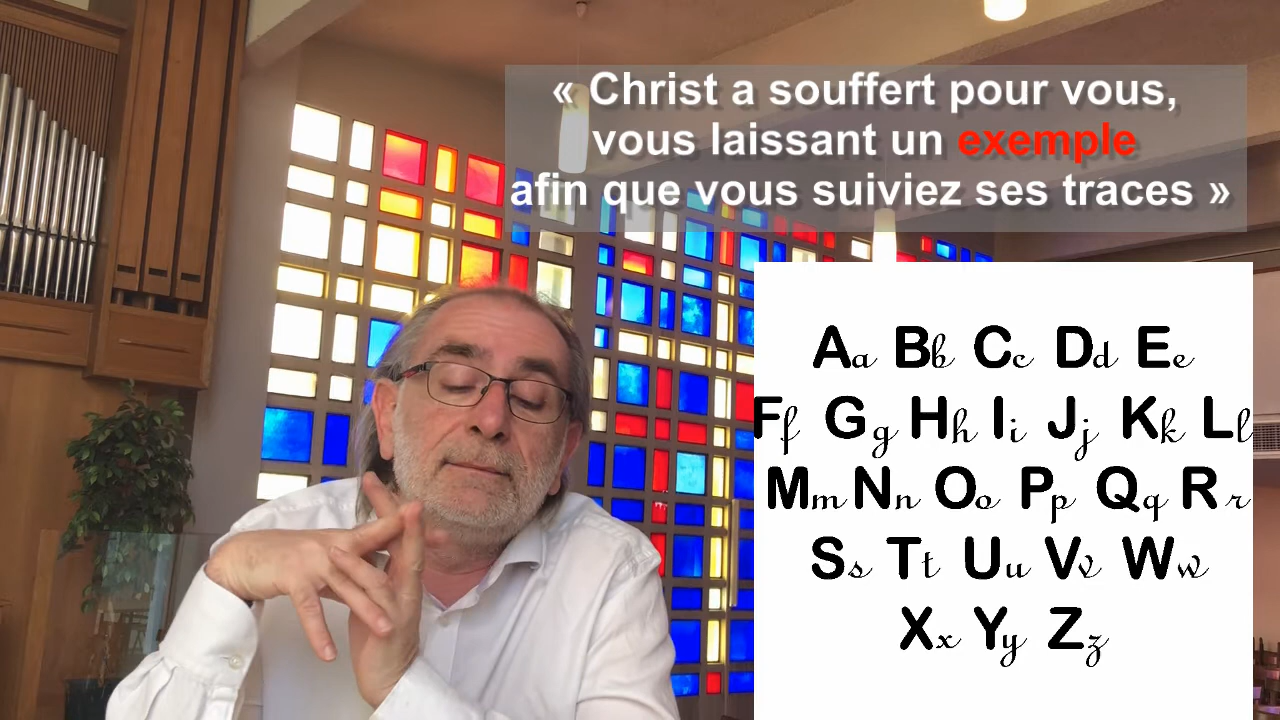 « Christ a souffert pour vous,
vous laissant un exemple
afin que vous suiviez ses traces »
Aa Bb Cc Dd Ee
Ff Gg Hh Ii Jj Kk Ll
Mm Nn Oo Pp Qq Rr
Ss Tt Uu Vv Ww
Xx Yy Zz